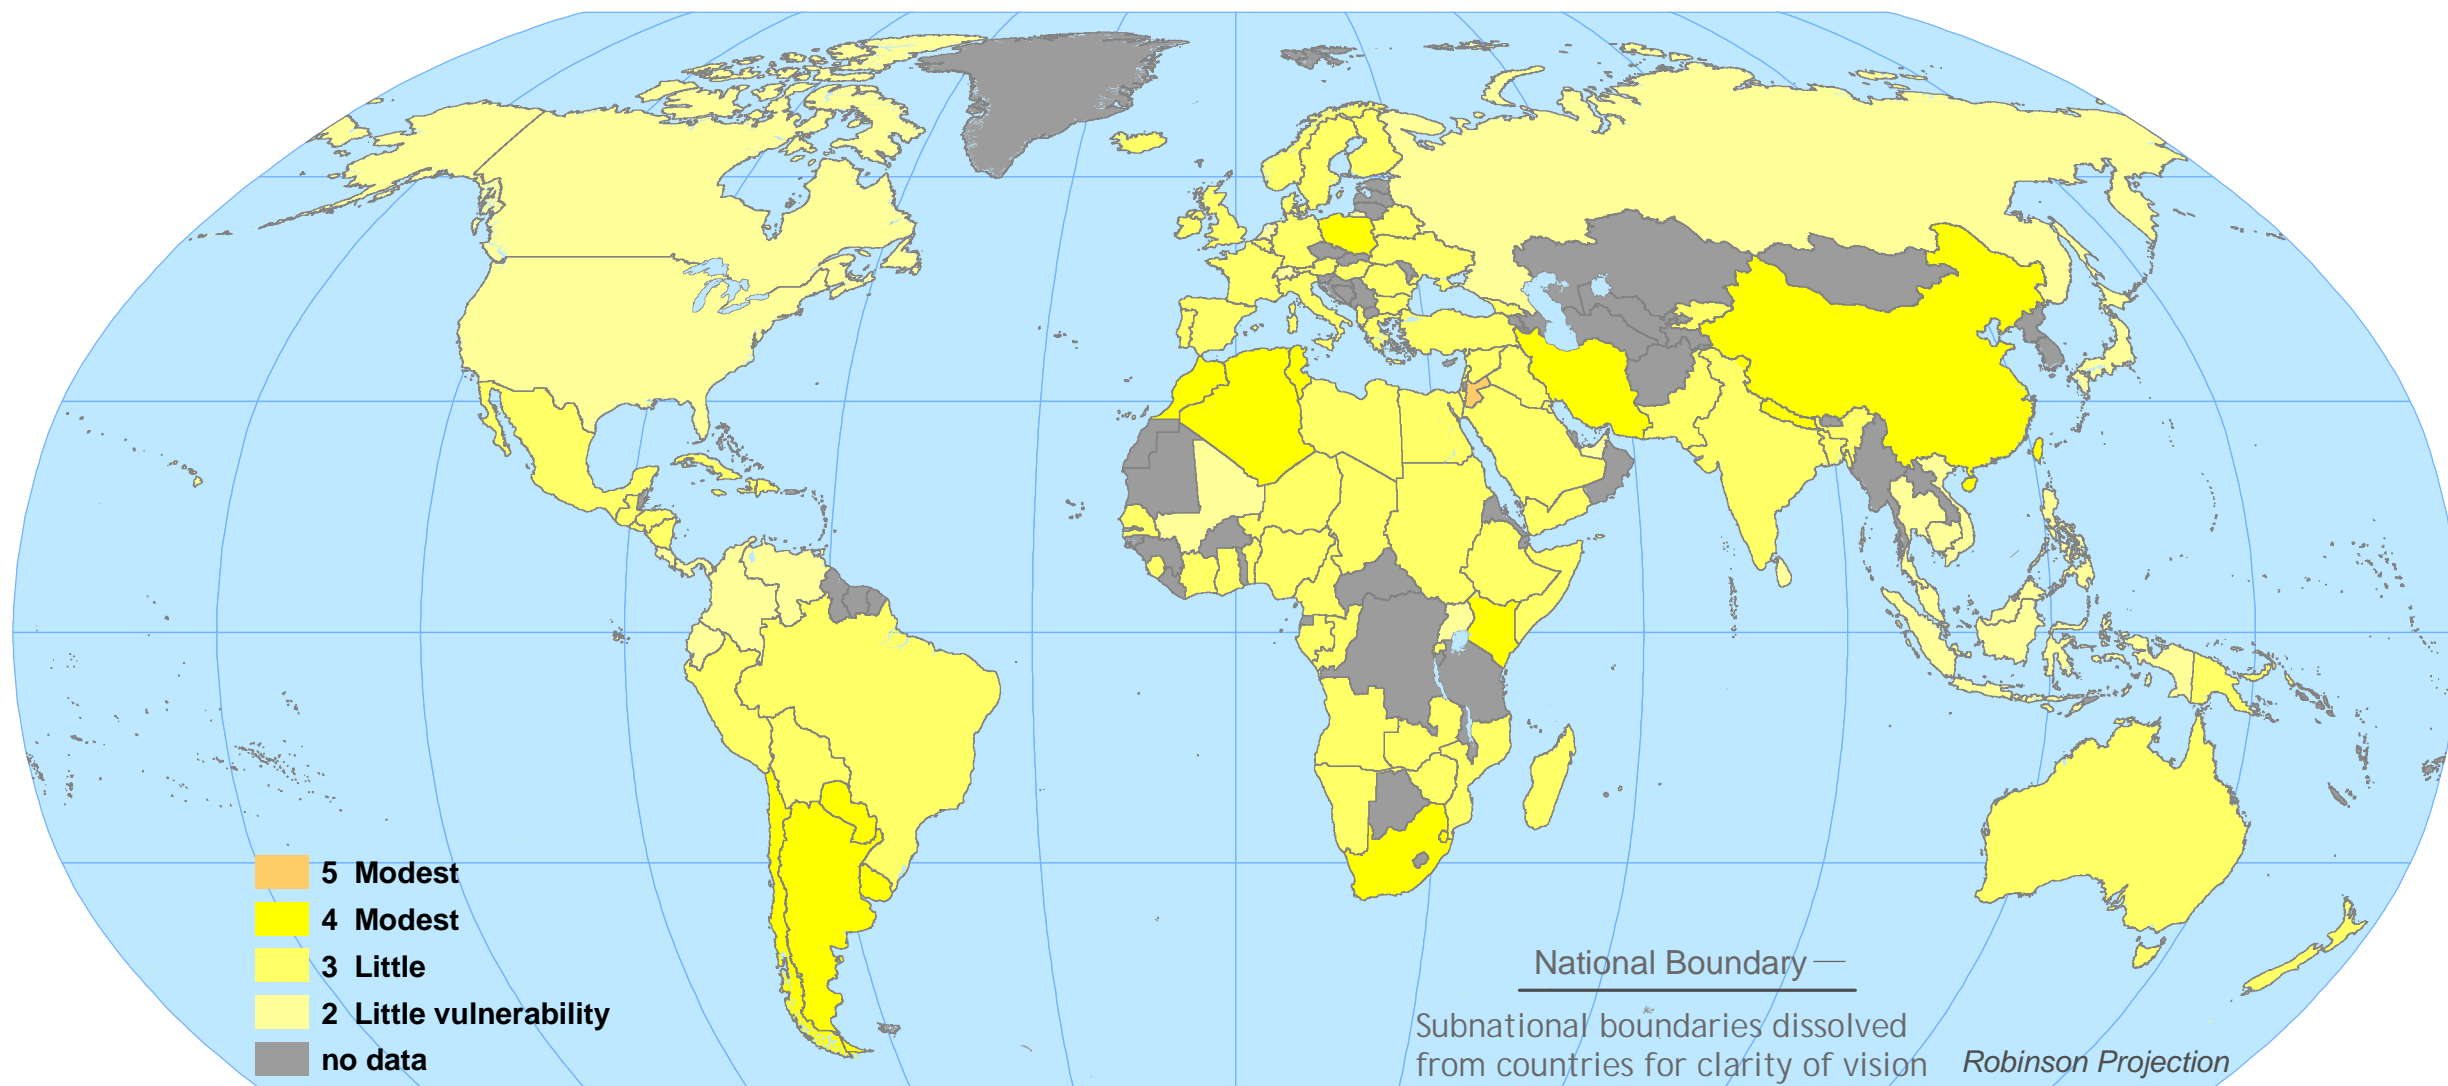 5 Modest
4 Modest
3 Little
2 Little vulnerability
no data
National Boundary
Subnational boundaries dissolved
from countries for clarity of vision
Robinson Projection